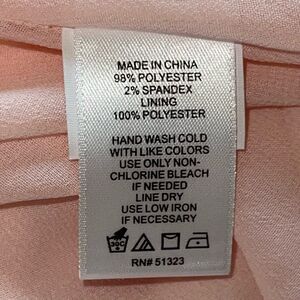 MADE IN CHINA
98% POLYESTER
2% SPANDEX
LINING
100% POLYESTER
HAND WASH COLD
WITH LIKE COLORS
USE ONLY NON-
CHLORINE BLEACH
IF NEEDED
LINE DRY
USE LOW IRON
IF NECESSARY
30C
RN# 51323